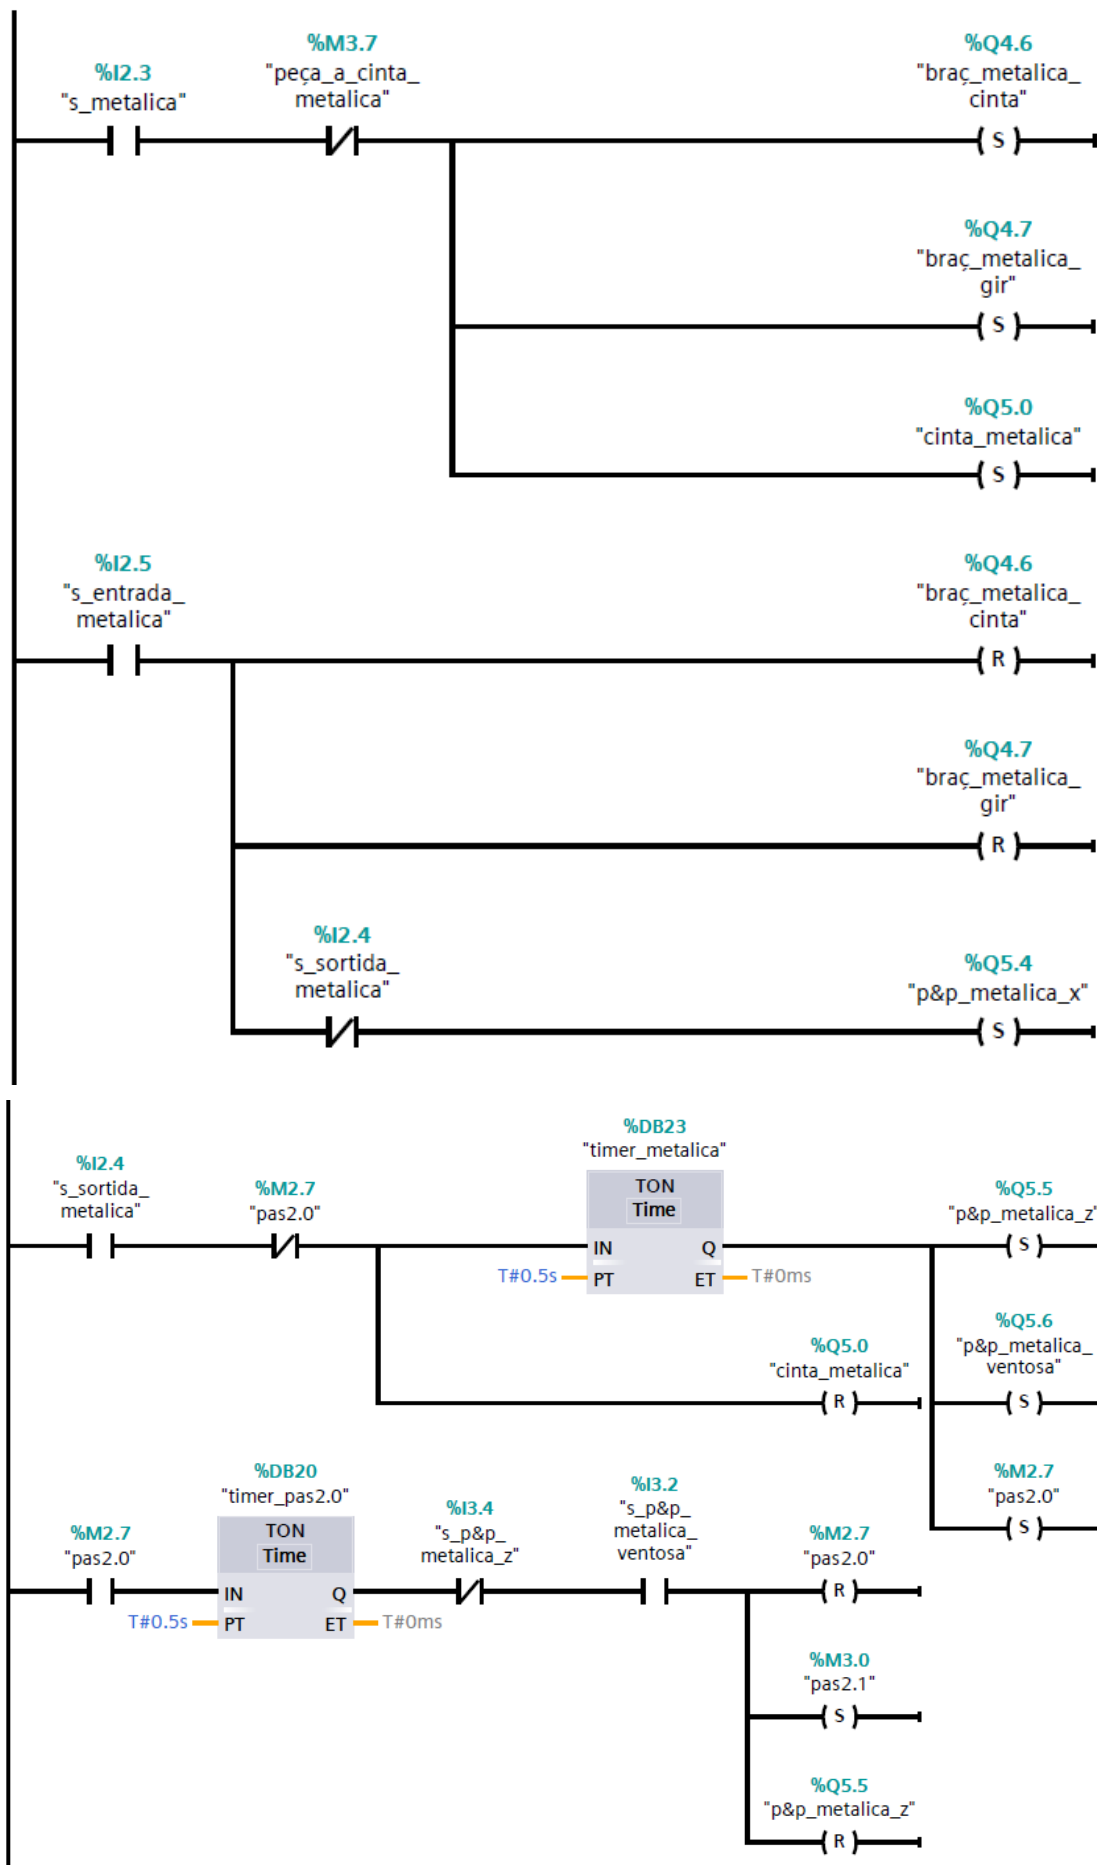 %I2.3
"s_metalica"
%M3.7
"peça_a_cinta_
metalica"
%Q4.6
"braç_metalica_
cinta"
S
%Q4.7
"braç_metalica_
gir"
S
%Q5.0
"cinta_metalica"
S
%I2.5
"s_entrada_
metalica"
%Q4.6
"braç_metalica_
cinta"
R
%Q4.7
"braç_metalica_
gir"
R
%I2.4
"s_sortida_
metalica"
%Q5.4
"p&p_metalica_x"
S
%I2.4
"s_sortida_
metalica"
%M2.7
"pas2.0"
%DB23
"timer_metalica"
TON
Time
IN Q
T#0.5s PT ET T#0ms
%Q5.5
"p&p_metalica_z"
S
%Q5.0
"cinta_metalica"
R
%Q5.6
"p&p_metalica_
ventosa"
S
%M2.7
"pas2.0"
S
%M2.7
"pas2.0"
%DB20
"timer_pas2.0"
TON
Time
IN Q
T#0.5s PT ET T#0ms
%I3.4
"s_p&p_
metalica_z"
%I3.2
"s_p&p_
metalica_
ventosa"
%M2.7
"pas2.0"
R
%M3.0
"pas2.1"
S
%Q5.5
"p&p_metalica_z"
R